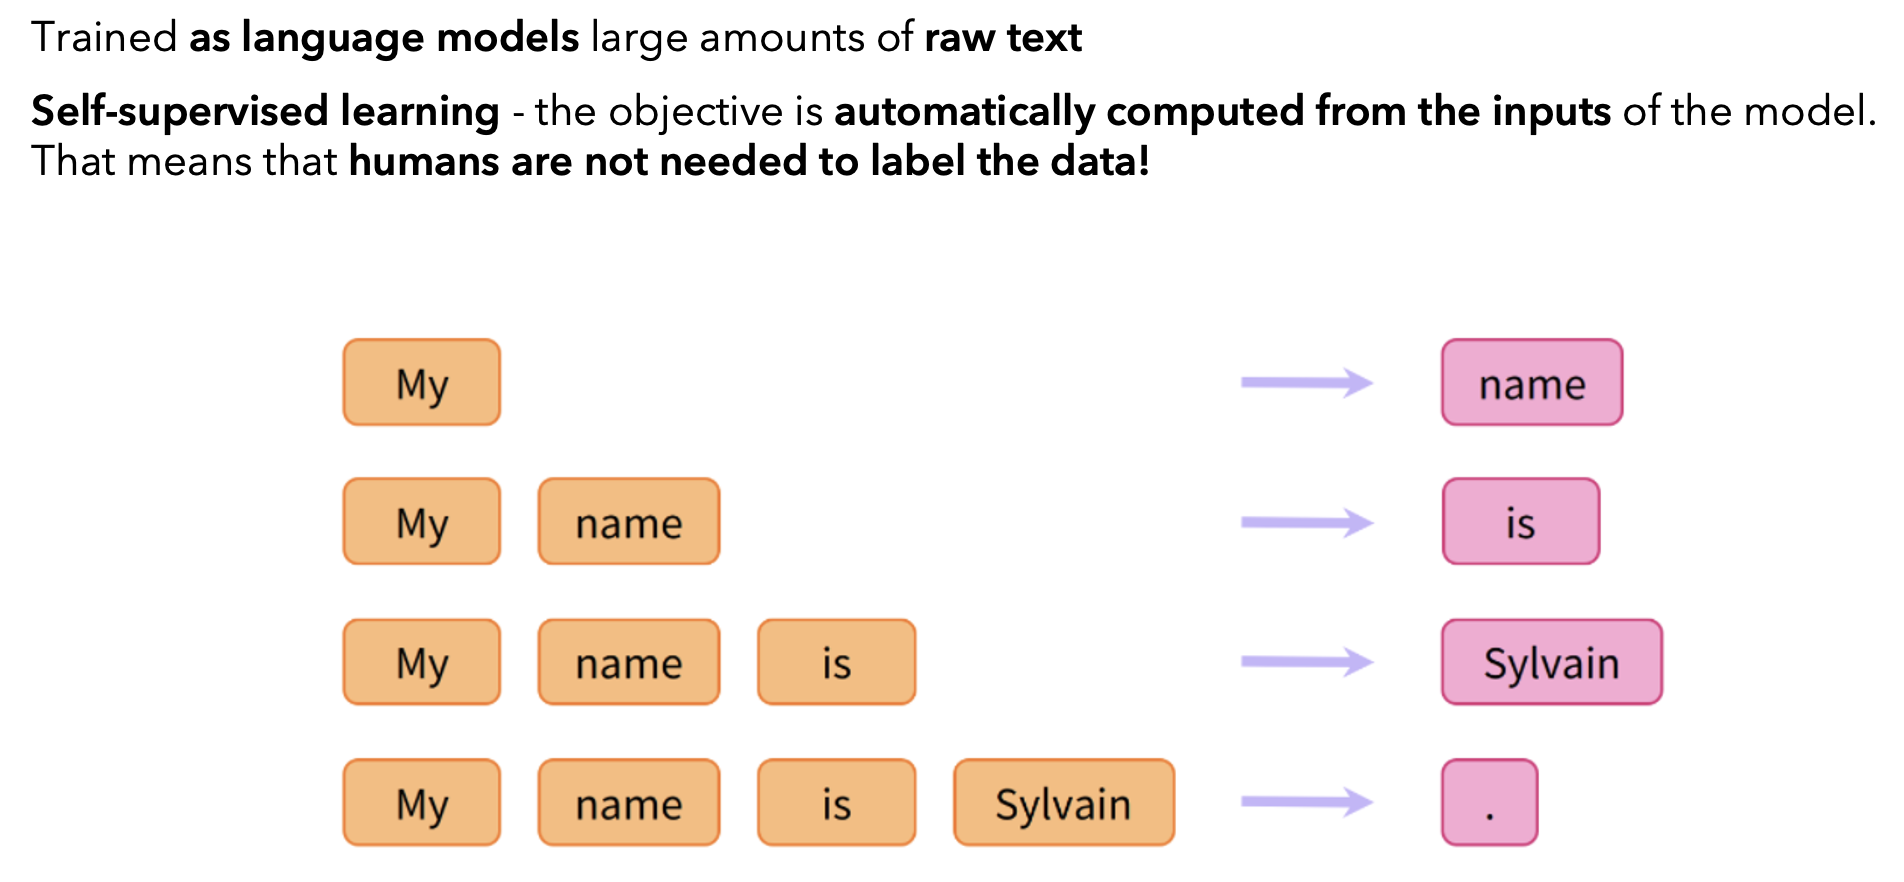 Trained as language models large amounts of raw text
Self-supervised learning - the objective is automatically computed from the inputs of the model.
That means that humans are not needed to label the data!
My name
My name is
My name is Sylvain
My name is Sylvain .